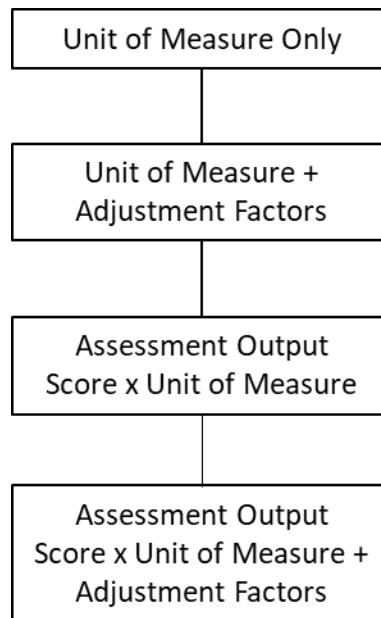 Unit of Measure Only
Unit of Measure +
Adjustment Factors
Assessment Output
Score x Unit of Measure
Assessment Output
Score x Unit of Measure +
Adjustment Factors